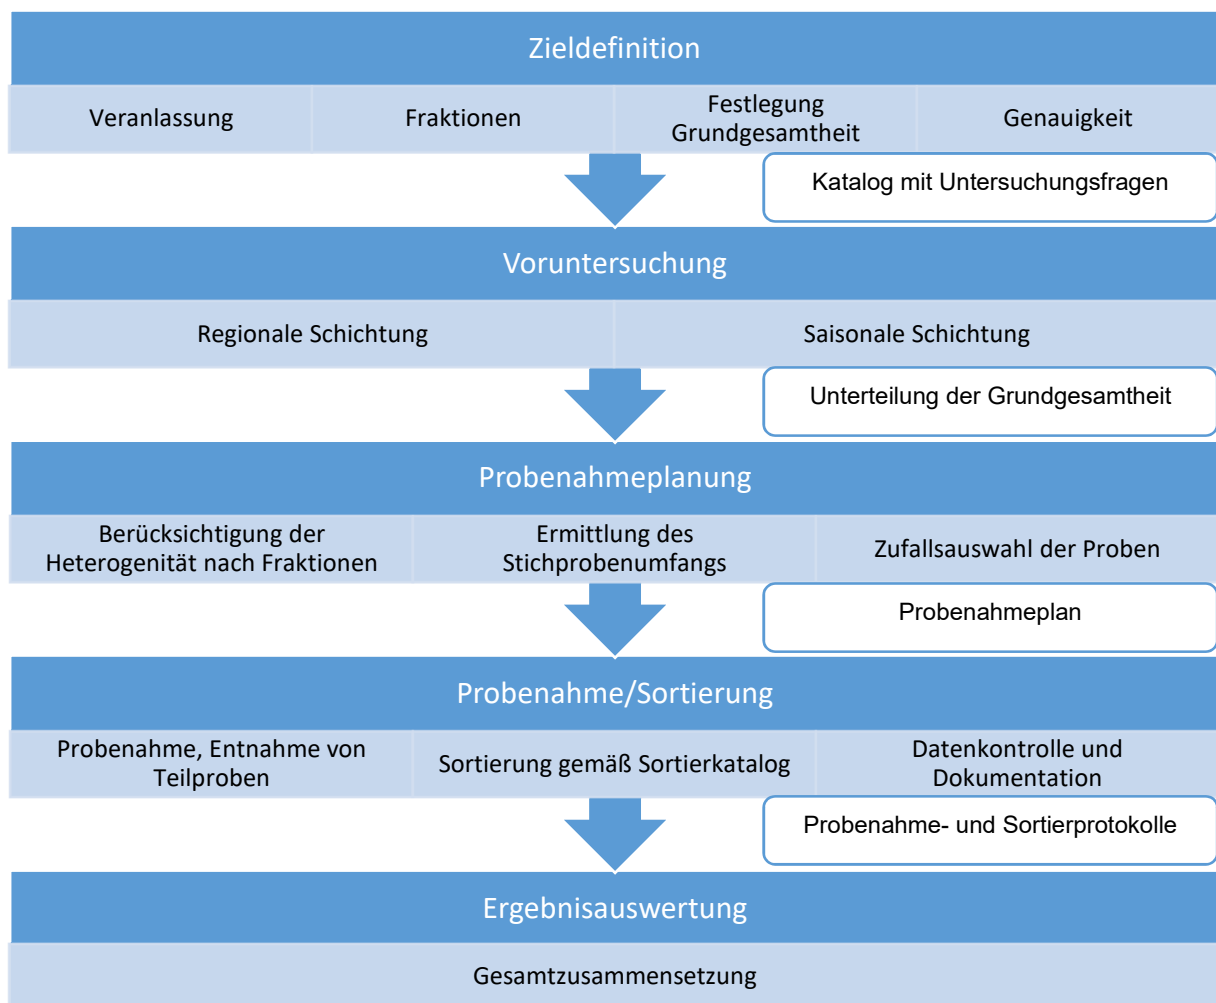 Zieldefinition
Veranlassung
Fraktionen
Festlegung
Grundgesamtheit
Genauigkeit
Katalog mit Untersuchungsfragen
Voruntersuchung
Regionale Schichtung
Saisonale Schichtung
Unterteilung der Grundgesamtheit
Probenahmeplanung
Berücksichtigung der
Heterogenität nach Fraktionen
Ermittlung des
Stichprobenumfangs
Zufallsauswahl der Proben
Probenahmeplan
Probenahme/Sortierung
Probenahme, Entnahme von
Teilproben
Sortierung gemäß Sortierkatalog
Datenkontrolle und
Dokumentation
Probenahme- und Sortierprotokolle
Ergebnisauswertung
Gesamtzusammensetzung